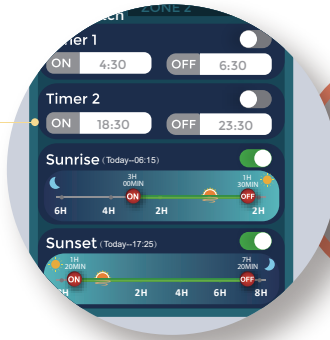 ZONE 2
ON 4:30 OFF 6:30
Timer 2
ON 18:30 OFF 23:30
Sunrise (Today--06:15)
3H 00MIN 1H 30MIN
ON OFF
6H 4H 2H 2H
Sunset (Today--17:25)
1H 20MIN 7H 20MIN
ON OFF
2H 4H 6H 8H